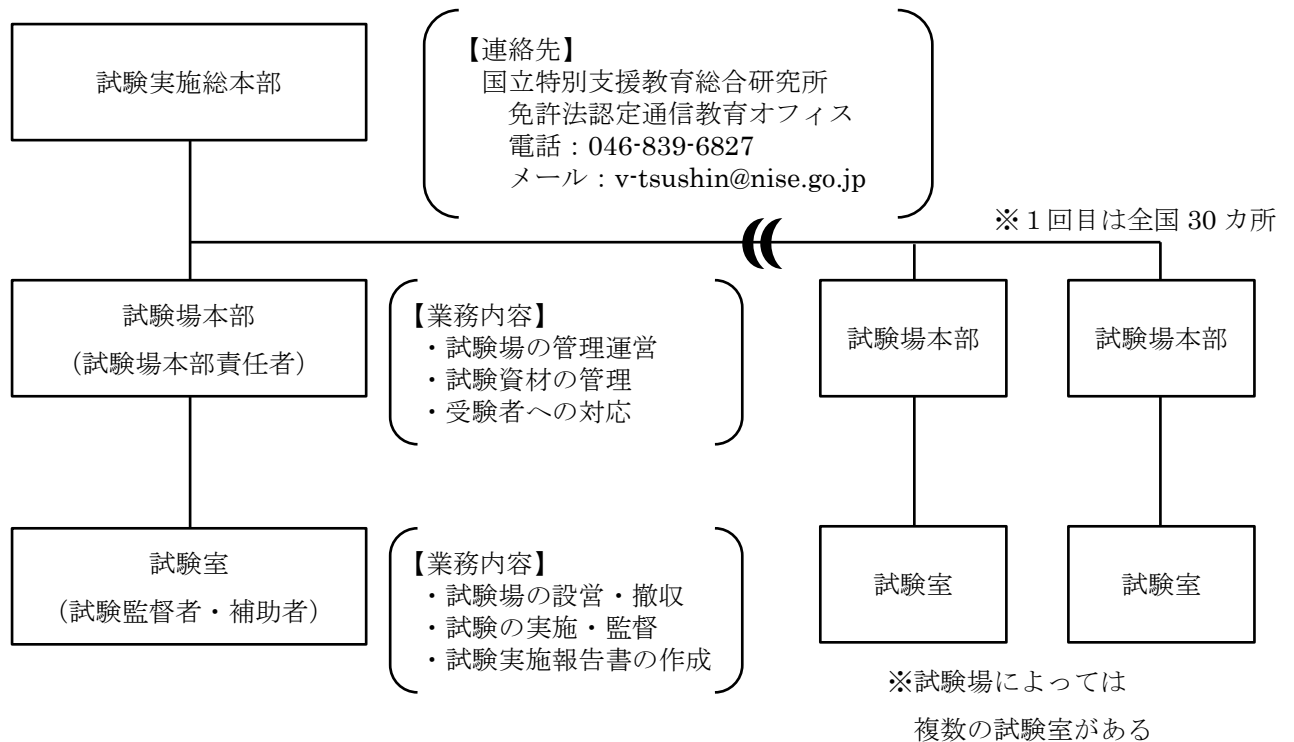 試験実施総本部
【連絡先】
国立特別支援教育総合研究所
免許法認定通信教育オフィス
電話：046-839-6827
メール：v-tsushin@nise.go.jp
※１回目は全国 30 カ所
試験場本部
（試験場本部責任者）
【業務内容】
・試験場の管理運営
・試験資材の管理
・受験者への対応
試験場本部
試験場本部
試験室
（試験監督者・補助者）
【業務内容】
・試験場の設営・撤収
・試験の実施・監督
・試験実施報告書の作成
試験室
試験室
※試験場によっては
複数の試験室がある